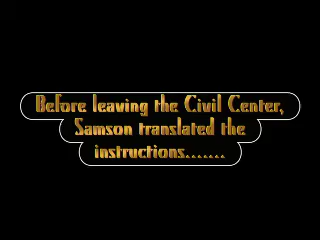 Before leaving the Civil Center,
Samson translated the
instructions.......